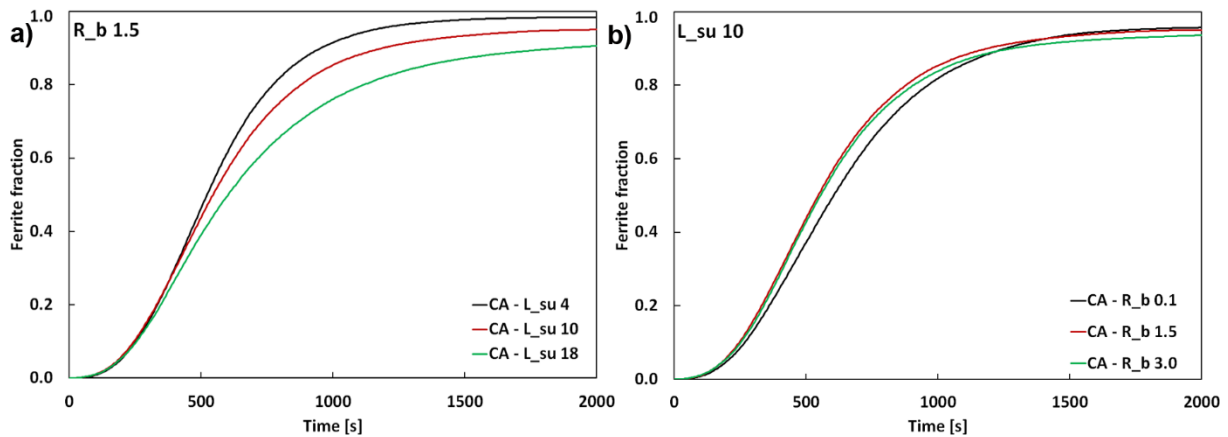 a)
R_b 1.5
1.0
0.8
0.6
0.4
0.2
0.0
Ferrite fraction
CA - L_su 4
CA - L_su 10
CA - L_su 18
0 500 1000 1500 2000
Time [s]
b)
L_su 10
1.0
0.8
0.6
0.4
0.2
0.0
Ferrite fraction
CA - R_b 0.1
CA - R_b 1.5
CA - R_b 3.0
0 500 1000 1500 2000
Time [s]